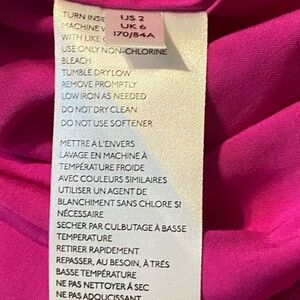 TURN INSI
US 2
MACHINE
UK 6
WITH LIKE
170/84A
USE ONLY NON-CHLORINE
BLEACH
TUMBLE DRY LOW
REMOVE PROMPTLY
LOW IRON AS NEEDED
DO NOT DRY CLEAN
DO NOT USE SOFTENER
METTRE A L'ENVERS
LAVAGE EN MACHINE À
TEMPÉRATURE FROIDE
AVEC COULEURS SIMILAIRES
UTILISER UN AGENT DE
BLANCHIMENT SANS CHLORE SI
NÉCESSAIRE
SECHER PAR CULBUTAGE À BASSE
TEMPERATURE
RETIRER RAPIDEMENT
REPASSER, AU BESOIN, À TRÈS
BASSE TEMPÉRATURE
NE PAS NETTOYER À SEC
NE PAS ADOUCISSANT